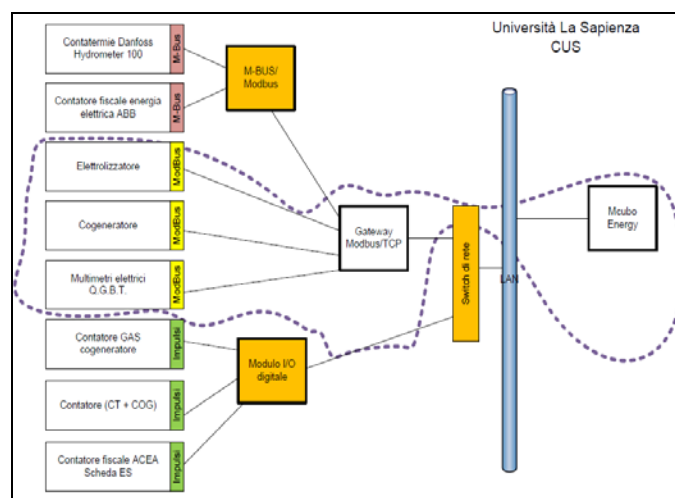 Università La Sapienza
CUS
Contatermie Danfoss
Hydrometer 100
M-Bus
M-BUS/
Modbus
Contatore fiscale energia
elettrica ABB
M-Bus
Elettrolizzatore
ModBus
Cogeneratore
ModBus
Gateway
Modbus/TCP
Switch di rete
LAN
Mcubo
Energy
Multimetri elettrici
Q.G.B.T.
ModBus
Contatore GAS
cogeneratore
Impulsi
Modulo I/O
digitale
Contatore (CT + COG)
Impulsi
Contatore fiscale ACEA
Scheda ES
Impulsi